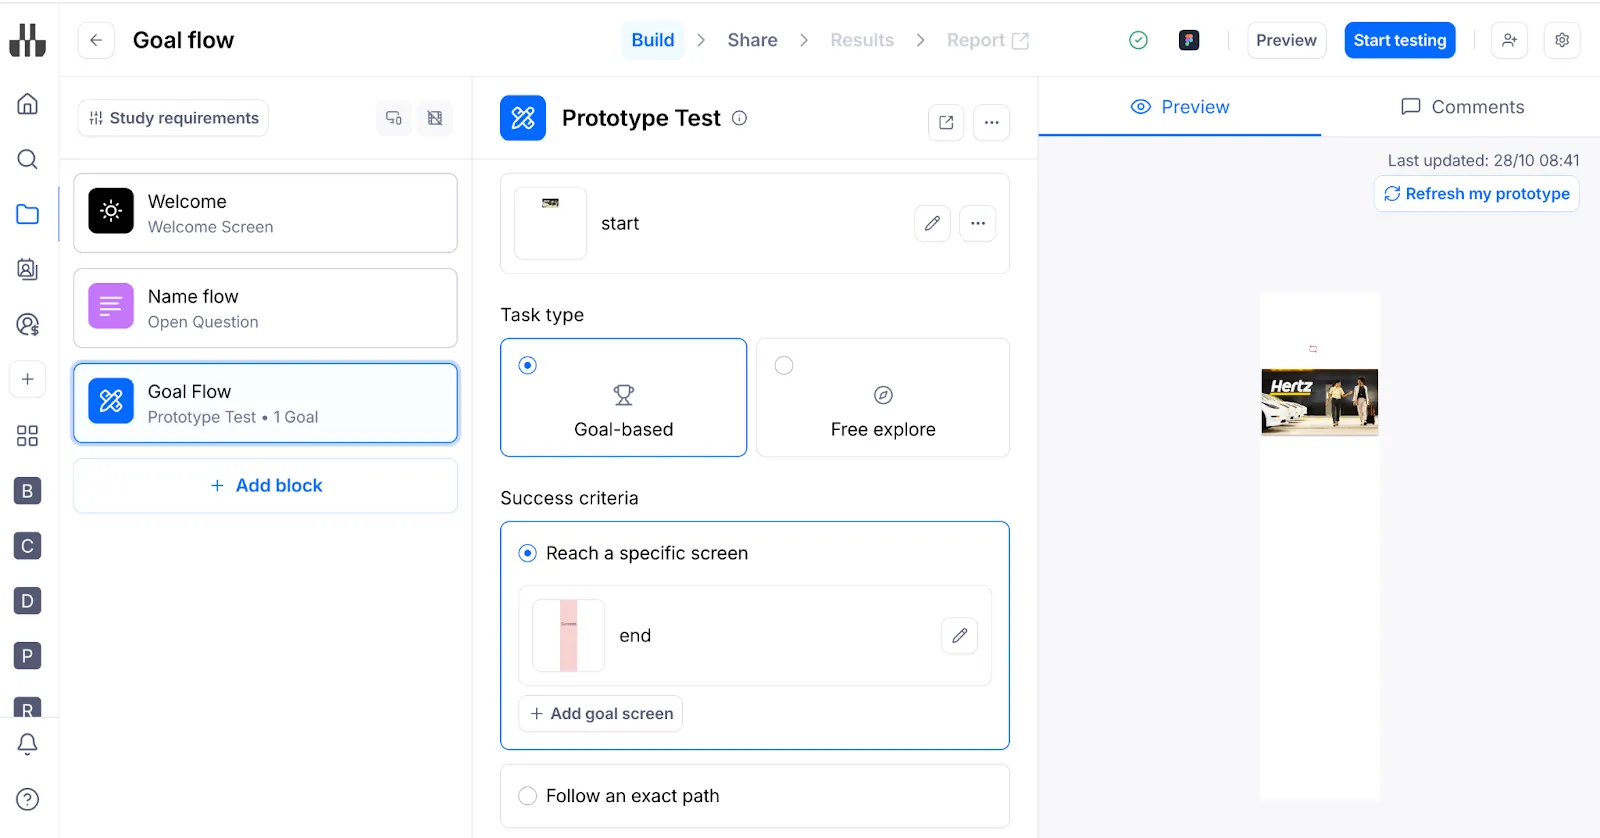 Goal flow
Build
Share
Results
Report
Preview
Start testing
Study requirements
Welcome
Welcome Screen
Name flow
Open Question
Goal Flow
Prototype Test • 1 Goal
+ Add block
B
C
D
P
R
Prototype Test
start
Task type
Goal-based
Free explore
Success criteria
Reach a specific screen
Success
end
+ Add goal screen
Follow an exact path
Preview
Comments
Last updated: 28/10 08:41
Refresh my prototype
Hertz